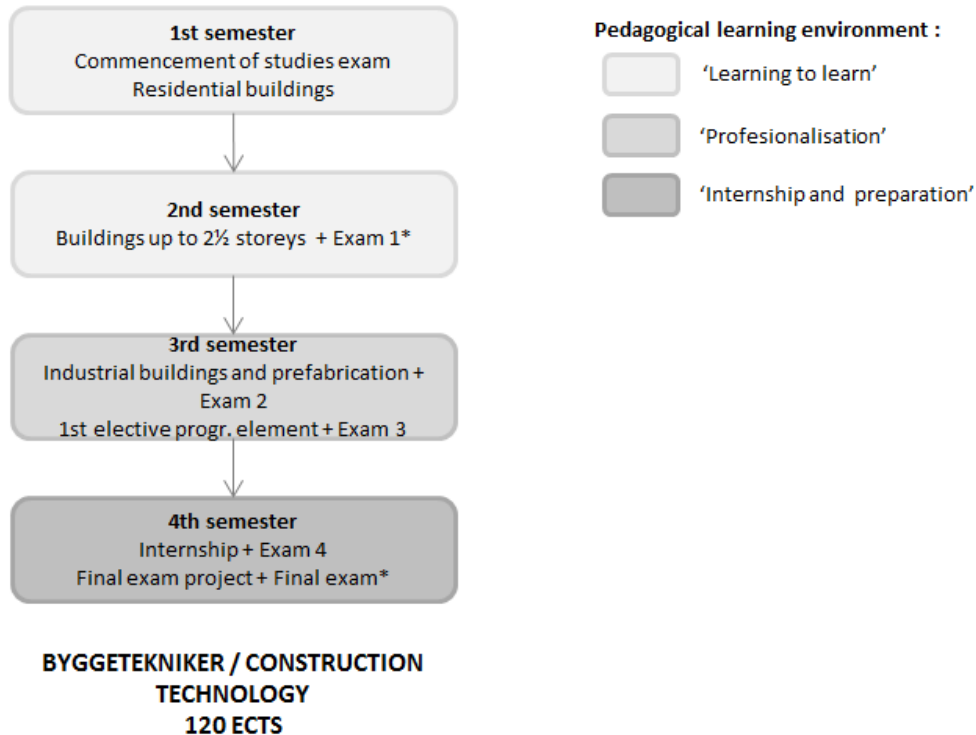 1st semester
Commencement of studies exam
Residential buildings
2nd semester
Buildings up to 2½ storeys + Exam 1*
3rd semester
Industrial buildings and prefabrication +
Exam 2
1st elective progr. element + Exam 3
4th semester
Internship + Exam 4
Final exam project + Final exam*
BYGGETEKNIKER / CONSTRUCTION
TECHNOLOGY
120 ECTS
Pedagogical learning environment :
‘Learning to learn’
‘Profesionalisation’
‘Internship and preparation’